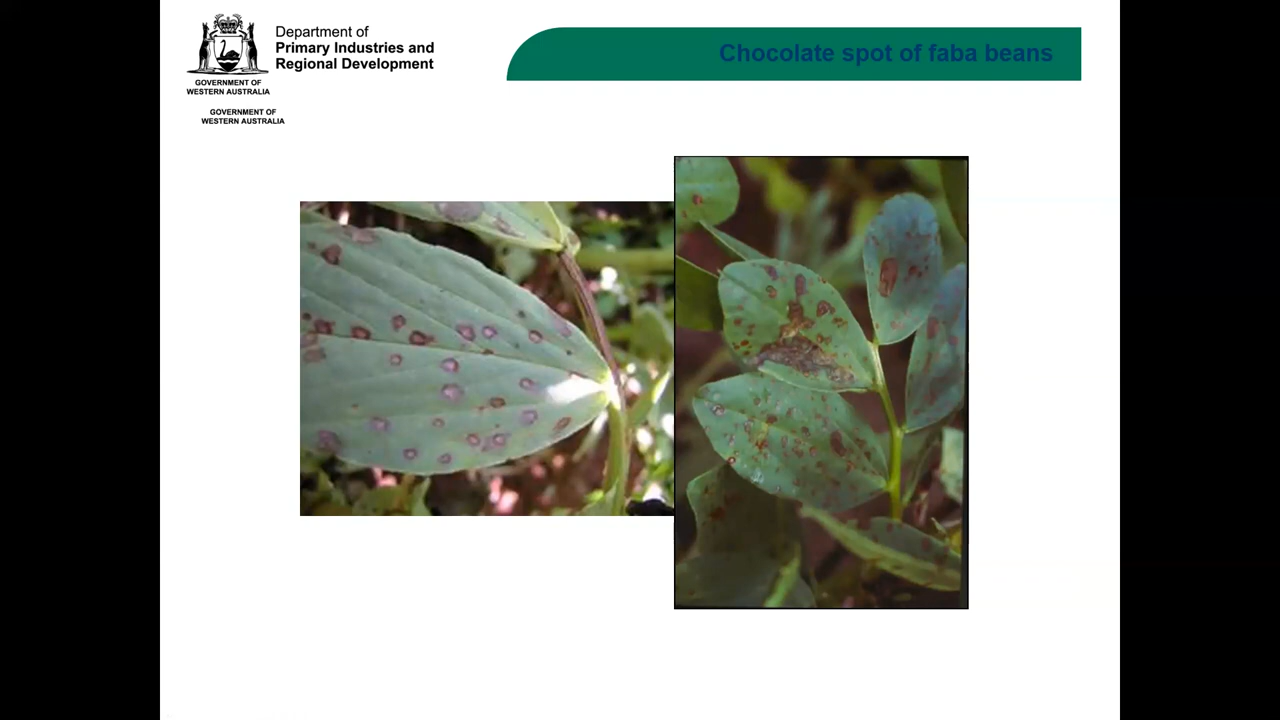 Department of
Primary Industries and
Regional Development
GOVERNMENT OF
WESTERN AUSTRALIA
GOVERNMENT OF
WESTERN AUSTRALIA
Chocolate spot of faba beans